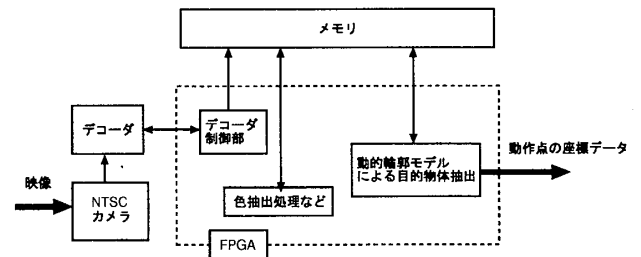 メモリ
デコーダ
デコーダ
制御部
動的輪郭モデル
による目的物体抽出
動作点の座標データ
映像
NTSC
カメラ
色抽出処理など
FPGA